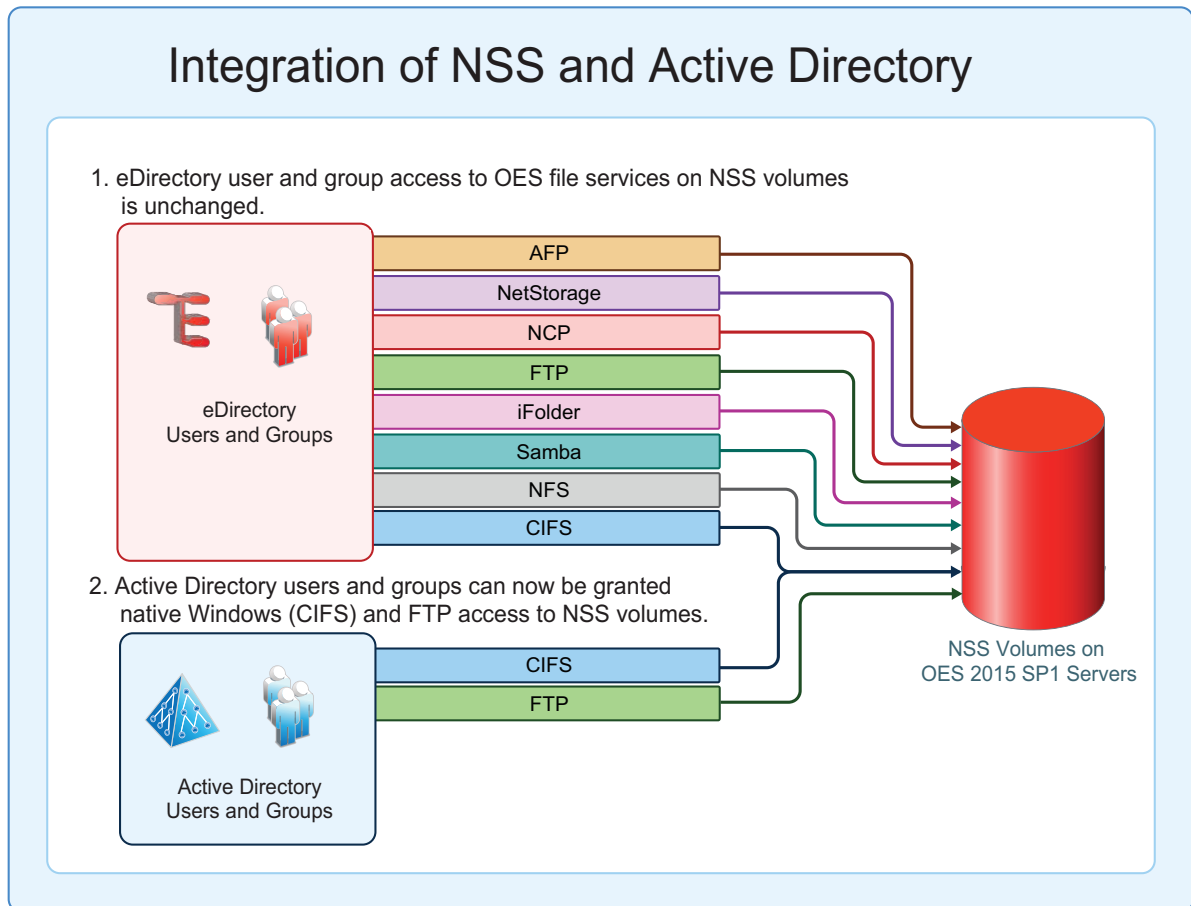 Integration of NSS and Active Directory
1. eDirectory user and group access to OES file services on NSS volumes
is unchanged.
AFP
NetStorage
NCP
FTP
iFolder
Samba
NFS
CIFS
eDirectory
Users and Groups
2. Active Directory users and groups can now be granted
native Windows (CIFS) and FTP access to NSS volumes.
CIFS
FTP
Active Directory
Users and Groups
NSS Volumes on
OES 2015 SP1 Servers